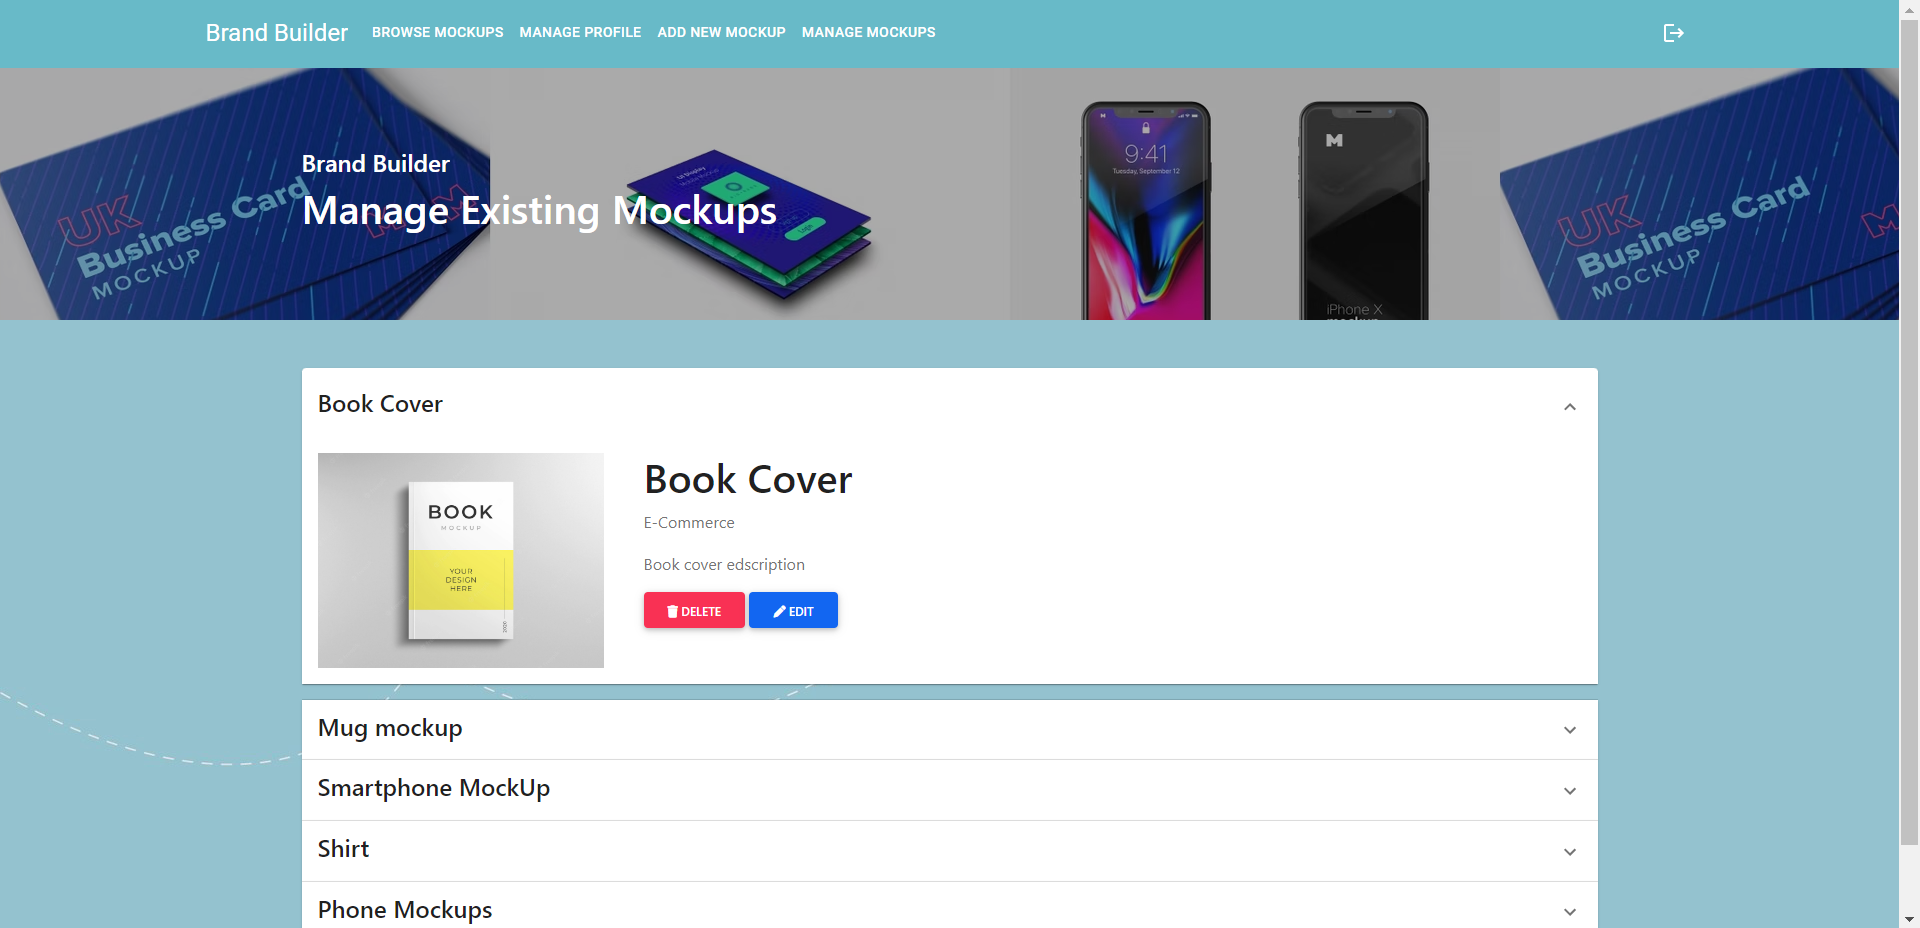 Brand Builder
BROWSE MOCKUPS
MANAGE PROFILE
ADD NEW MOCKUP
MANAGE MOCKUPS
Brand Builder
Manage Existing Mockups
UK
Business Card
MOCKUP
9:41
Tuesday, September 12
M
iPhone X
mockup
UK
Business Card
MOCKUP
M
Book Cover
BOOK
MOCKUP
YOUR
DESIGN
HERE
Book Cover
E-Commerce
Book cover edscription
DELETE
EDIT
Mug mockup
Smartphone MockUp
Shirt
Phone Mockups